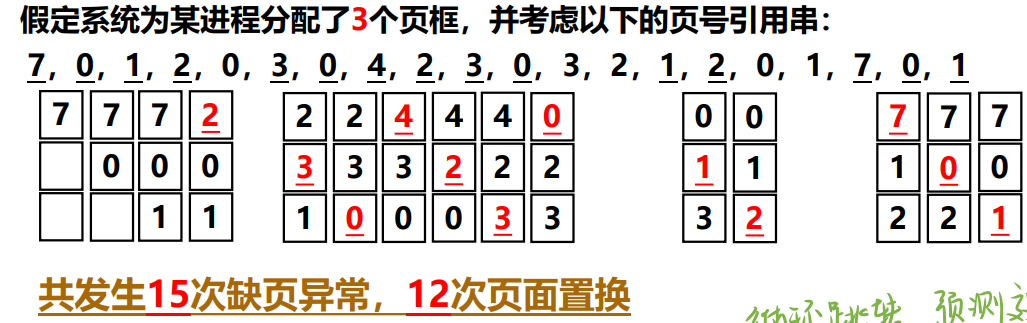 假定系统为某进程分配了3个页框，并考虑以下的页号引用串：
7，0，1，2，0，3，0，4，2，3，0，3，2，1，2，0，1，7，0，1
7 7 7 2 2 2 4 4 4 0 0 0 7 7 7
0 0 0 3 3 3 2 2 2 1 1 1 0 0
1 1 1 0 0 0 3 3 3 2 2 2 1
共发生15次缺页异常，12次页面置换
预测